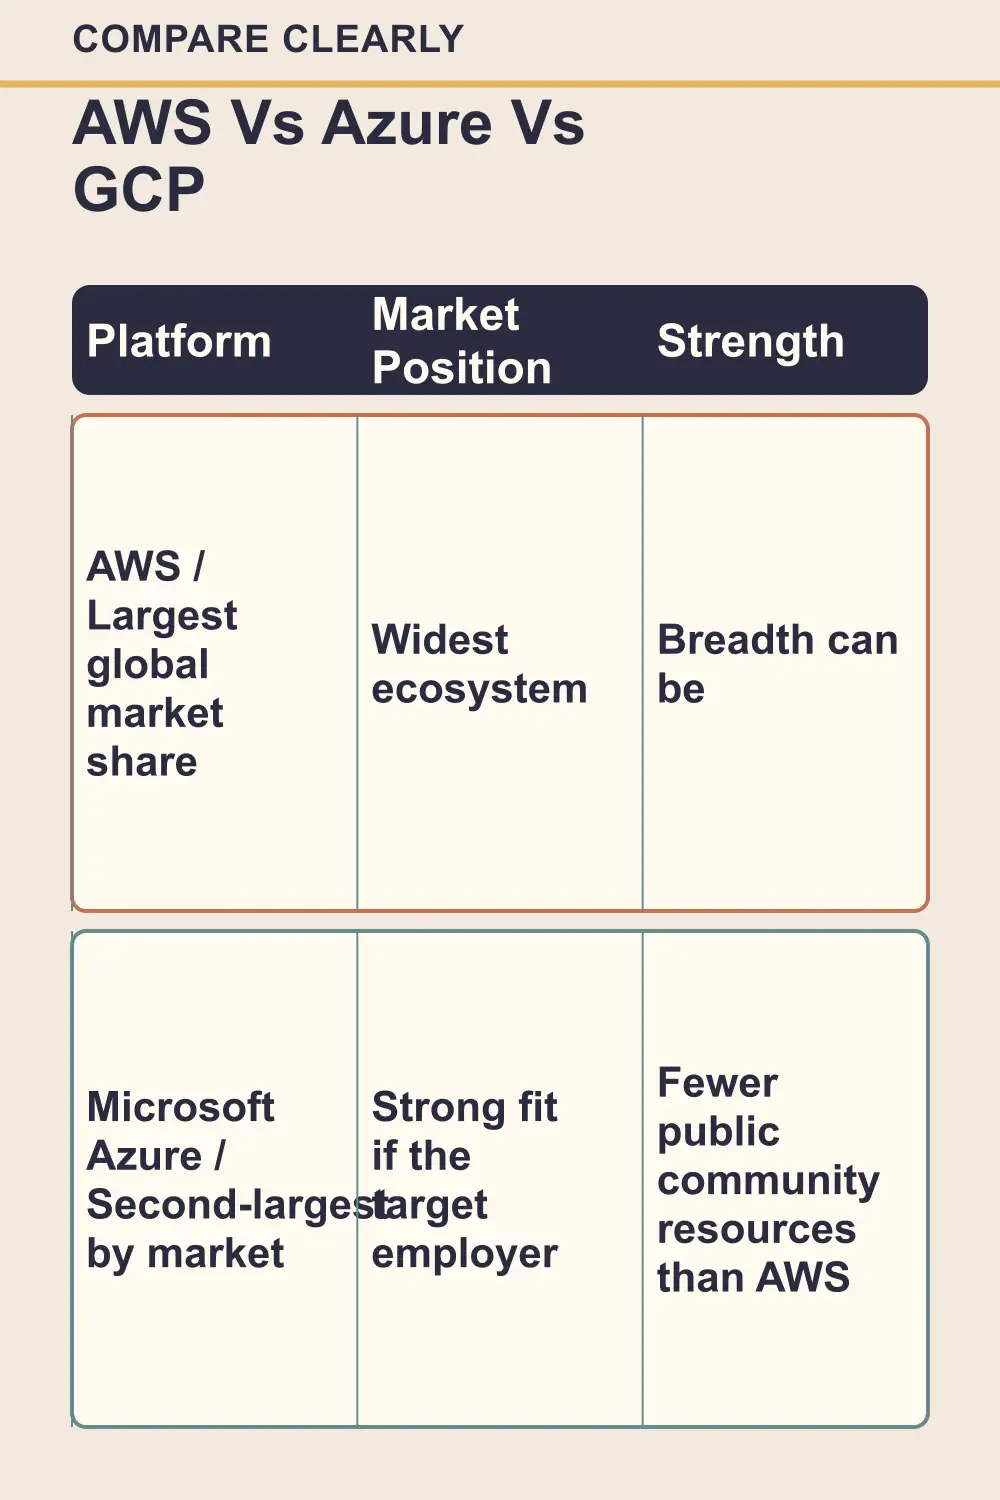 COMPARE CLEARLY
AWS Vs Azure Vs
GCP
Platform
Market
Position
Strength
AWS /
Largest
global
market
share
Widest
ecosystem
Breadth can
be
Microsoft
Azure /
Second-largest
by market
Strong fit
if the
target
employer
Fewer
public
community
resources
than AWS